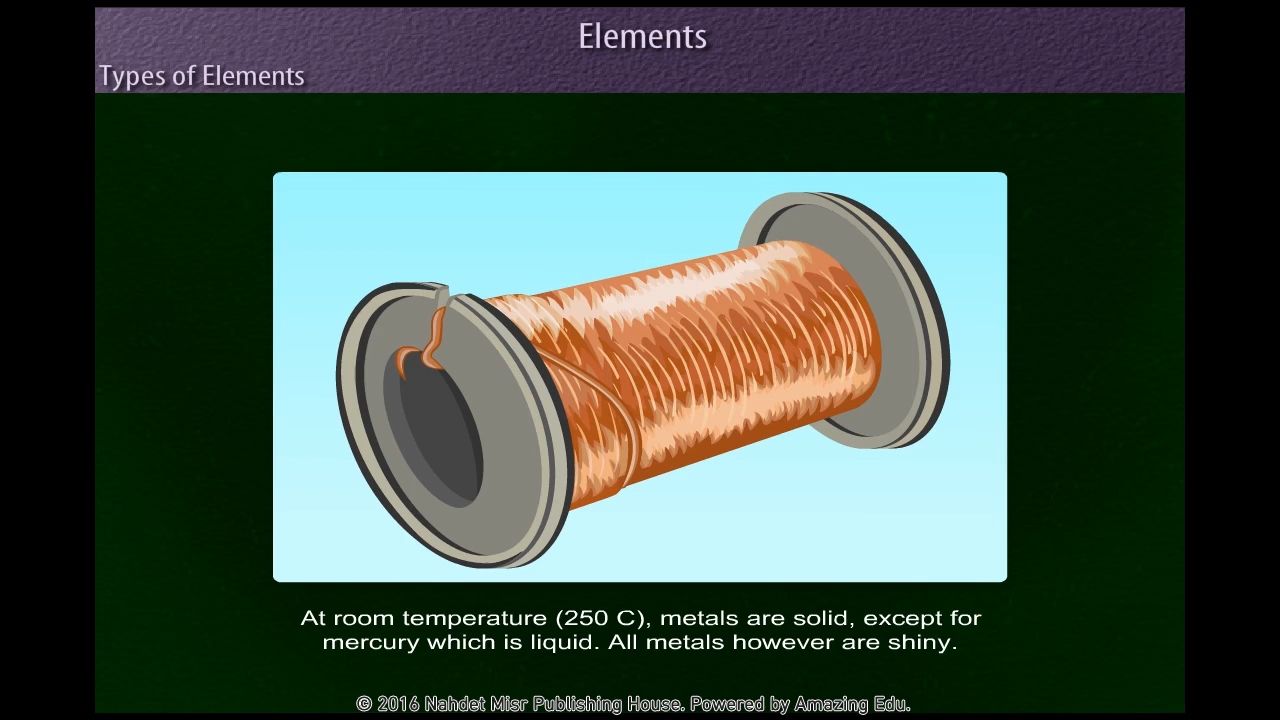 Elements
Types of Elements
At room temperature (250 C), metals are solid, except for
mercury which is liquid. All metals however are shiny.
© 2016 Nahdet Misr Publishing House. Powered by Amazing Edu.